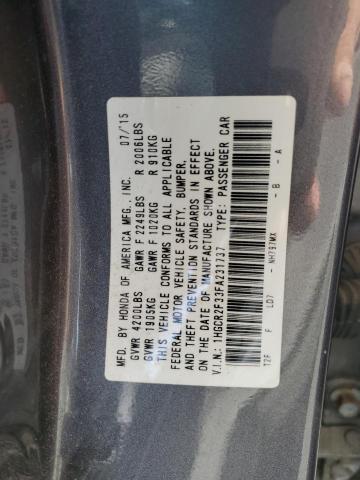 MFD. BY HONDA OF AMERICA MFG., INC. 07/'15
GVWR 4200LBS GAWR F 2249LBS R 2006LBS
GVWR 1905KG GAWR F 1020KG R 910KG
THIS VEHICLE CONFORMS TO ALL APPLICABLE
FEDERAL MOTOR VEHICLE SAFETY, BUMPER,
AND THEFT PREVENTION STANDARDS IN EFFECT
ON THE DATE OF MANUFACTURE SHOWN ABOVE.
V.I.N.: 1HGCR2F33FA231737 TYPE: PASSENGER CAR
T2F F LD7 - NH797MX - B - A